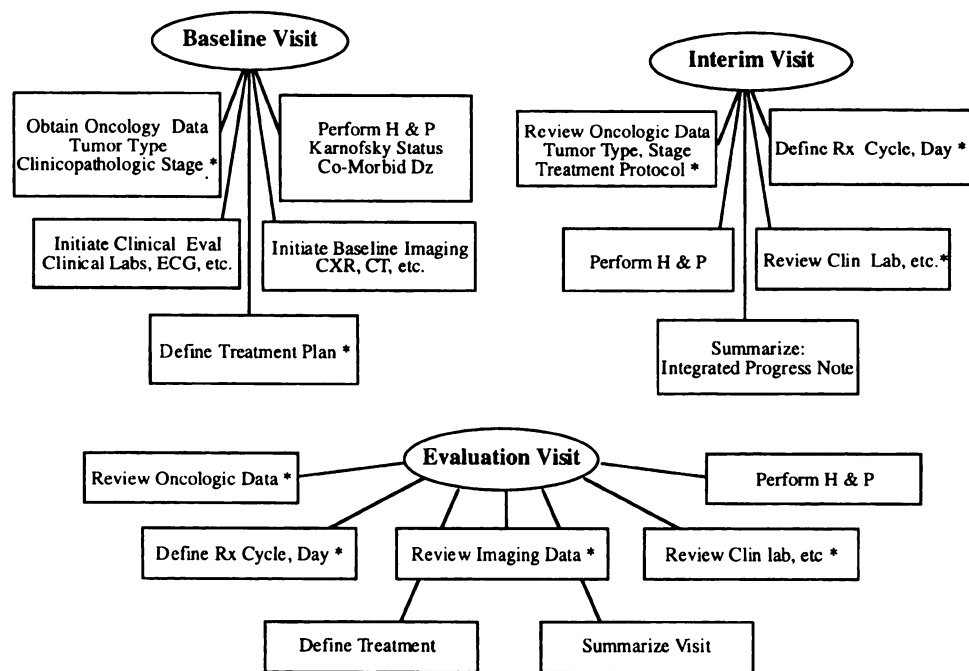 Baseline Visit
Obtain Oncology Data
Tumor Type
Clinicopathologic Stage *
Perform H & P
Karnofsky Status
Co-Morbid Dz
Initiate Clinical Eval
Clinical Labs, ECG, etc.
Initiate Baseline Imaging
CXR, CT, etc.
Define Treatment Plan *
Interim Visit
Review Oncologic Data
Tumor Type, Stage
Treatment Protocol *
Define Rx Cycle, Day *
Perform H & P
Review Clin Lab, etc.*
Summarize:
Integrated Progress Note
Evaluation Visit
Review Oncologic Data *
Perform H & P
Define Rx Cycle, Day *
Review Imaging Data *
Review Clin lab, etc *
Define Treatment
Summarize Visit